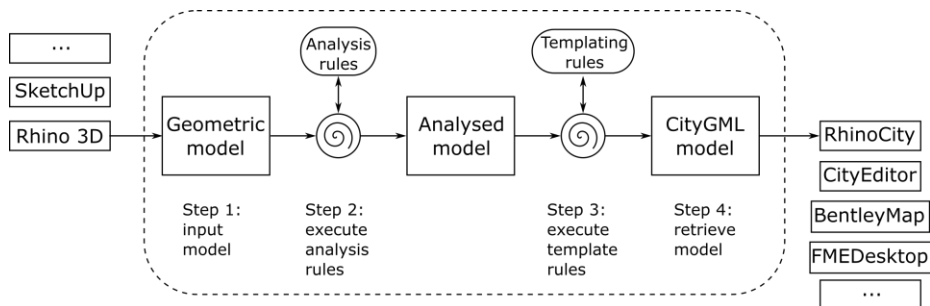 ...
SketchUp
Rhino 3D
Geometric
model
Analysis
rules
Analysed
model
Templating
rules
CityGML
model
Step 1:
input
model
Step 2:
execute
analysis
rules
Step 3:
execute
template
rules
Step 4:
retrieve
model
RhinoCity
CityEditor
BentleyMap
FMEDesktop
...